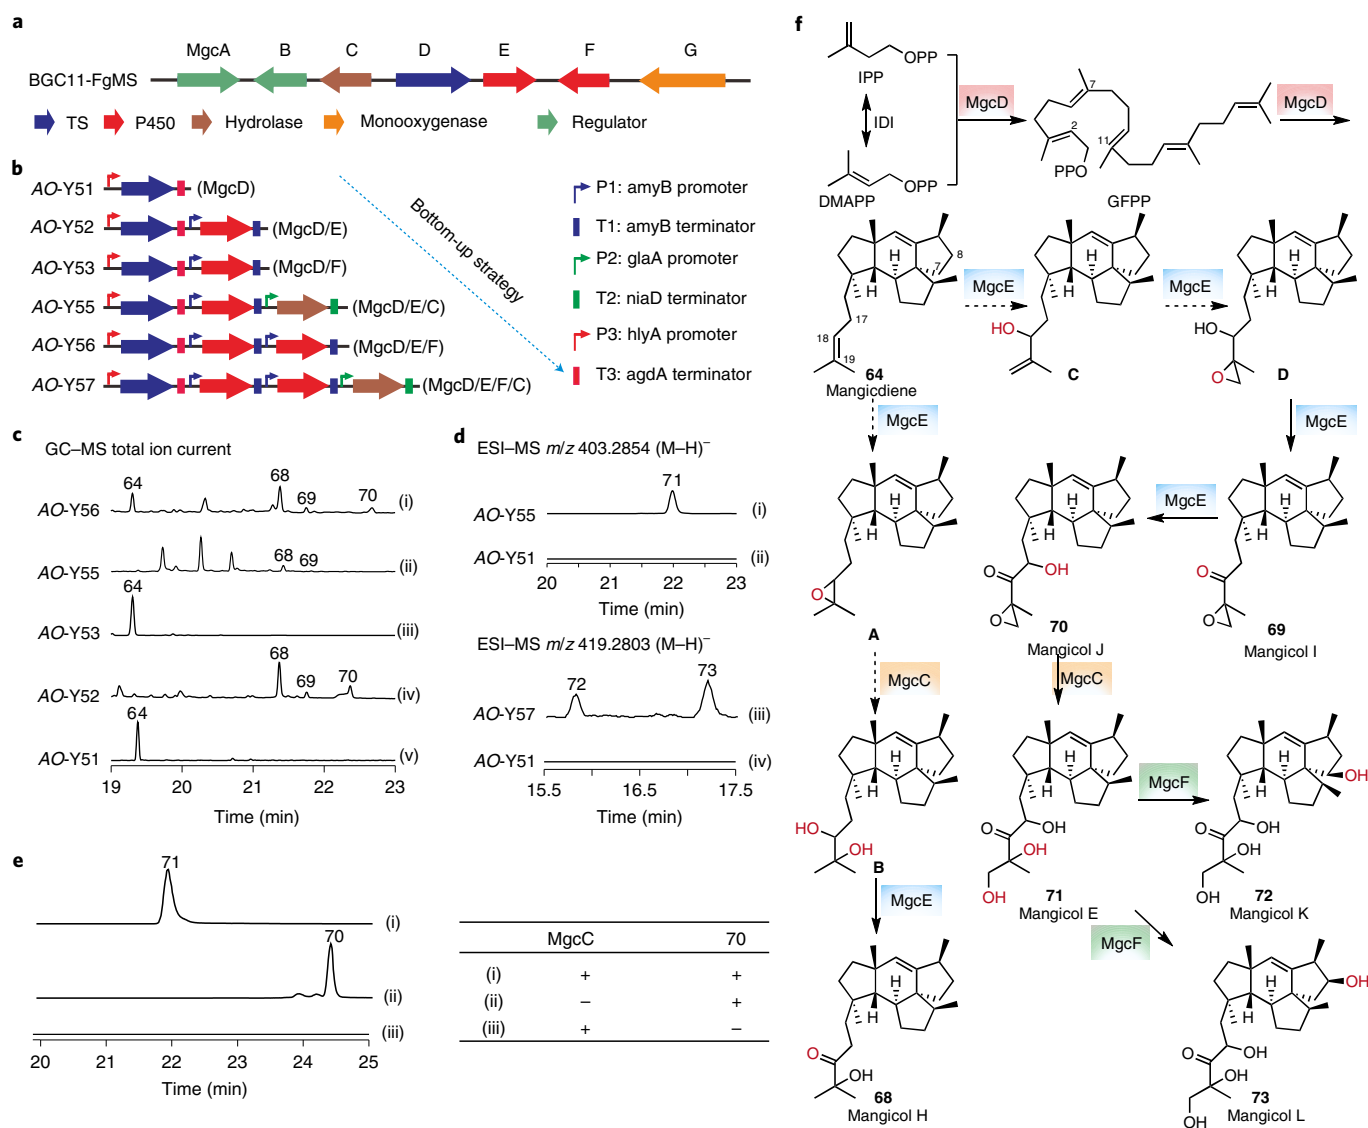 a
MgcA B C D E F G
BGC11-FgMS
TS P450 Hydrolase Monooxygenase Regulator
b
AO-Y51 (MgcD)
AO-Y52 (MgcD/E)
AO-Y53 (MgcD/F)
AO-Y55 (MgcD/E/C)
AO-Y56 (MgcD/E/F)
AO-Y57 (MgcD/E/F/C)
Bottom-up strategy
P1: amyB promoter
T1: amyB terminator
P2: glaA promoter
T2: niaD terminator
P3: hlyA promoter
T3: agdA terminator
c
GC–MS total ion current
64 68 69 70
AO-Y56 (i)
68 69
AO-Y55 (ii)
64
AO-Y53 (iii)
68 69 70
AO-Y52 (iv)
64
AO-Y51 (v)
19 20 21 22 23
Time (min)
d
ESI–MS m/z 403.2854 (M–H)−
71
AO-Y55 (i)
AO-Y51 (ii)
20 21 22 23
Time (min)
ESI–MS m/z 419.2803 (M–H)−
72 73
AO-Y57 (iii)
AO-Y51 (iv)
15.5 16.5 17.5
Time (min)
e
71
(i)
70
(ii)
(iii)
20 21 22 23 24 25
Time (min)
MgcC 70
(i) + +
(ii) – +
(iii) + –
f
OPP
IPP
IDI
OPP
DMAPP
MgcD
7
2
11
PPO
GFPP
MgcD
8
7
H
H
17
18
19
64
Mangicdiene
MgcE
H
H
HO
C
MgcE
H
H
HO
O
D
MgcE
MgcE
H
H
O
A
H
H
O
OH
O
70
Mangicol J
MgcE
H
H
O
O
69
Mangicol I
MgcC
MgcC
H
H
HO
OH
B
H
H
O
OH
OH
OH
71
Mangicol E
MgcF
H
H
OH
O
OH
OH
OH
72
Mangicol K
MgcE
MgcF
H
H
O
OH
68
Mangicol H
H
H
OH
O
OH
OH
OH
73
Mangicol L